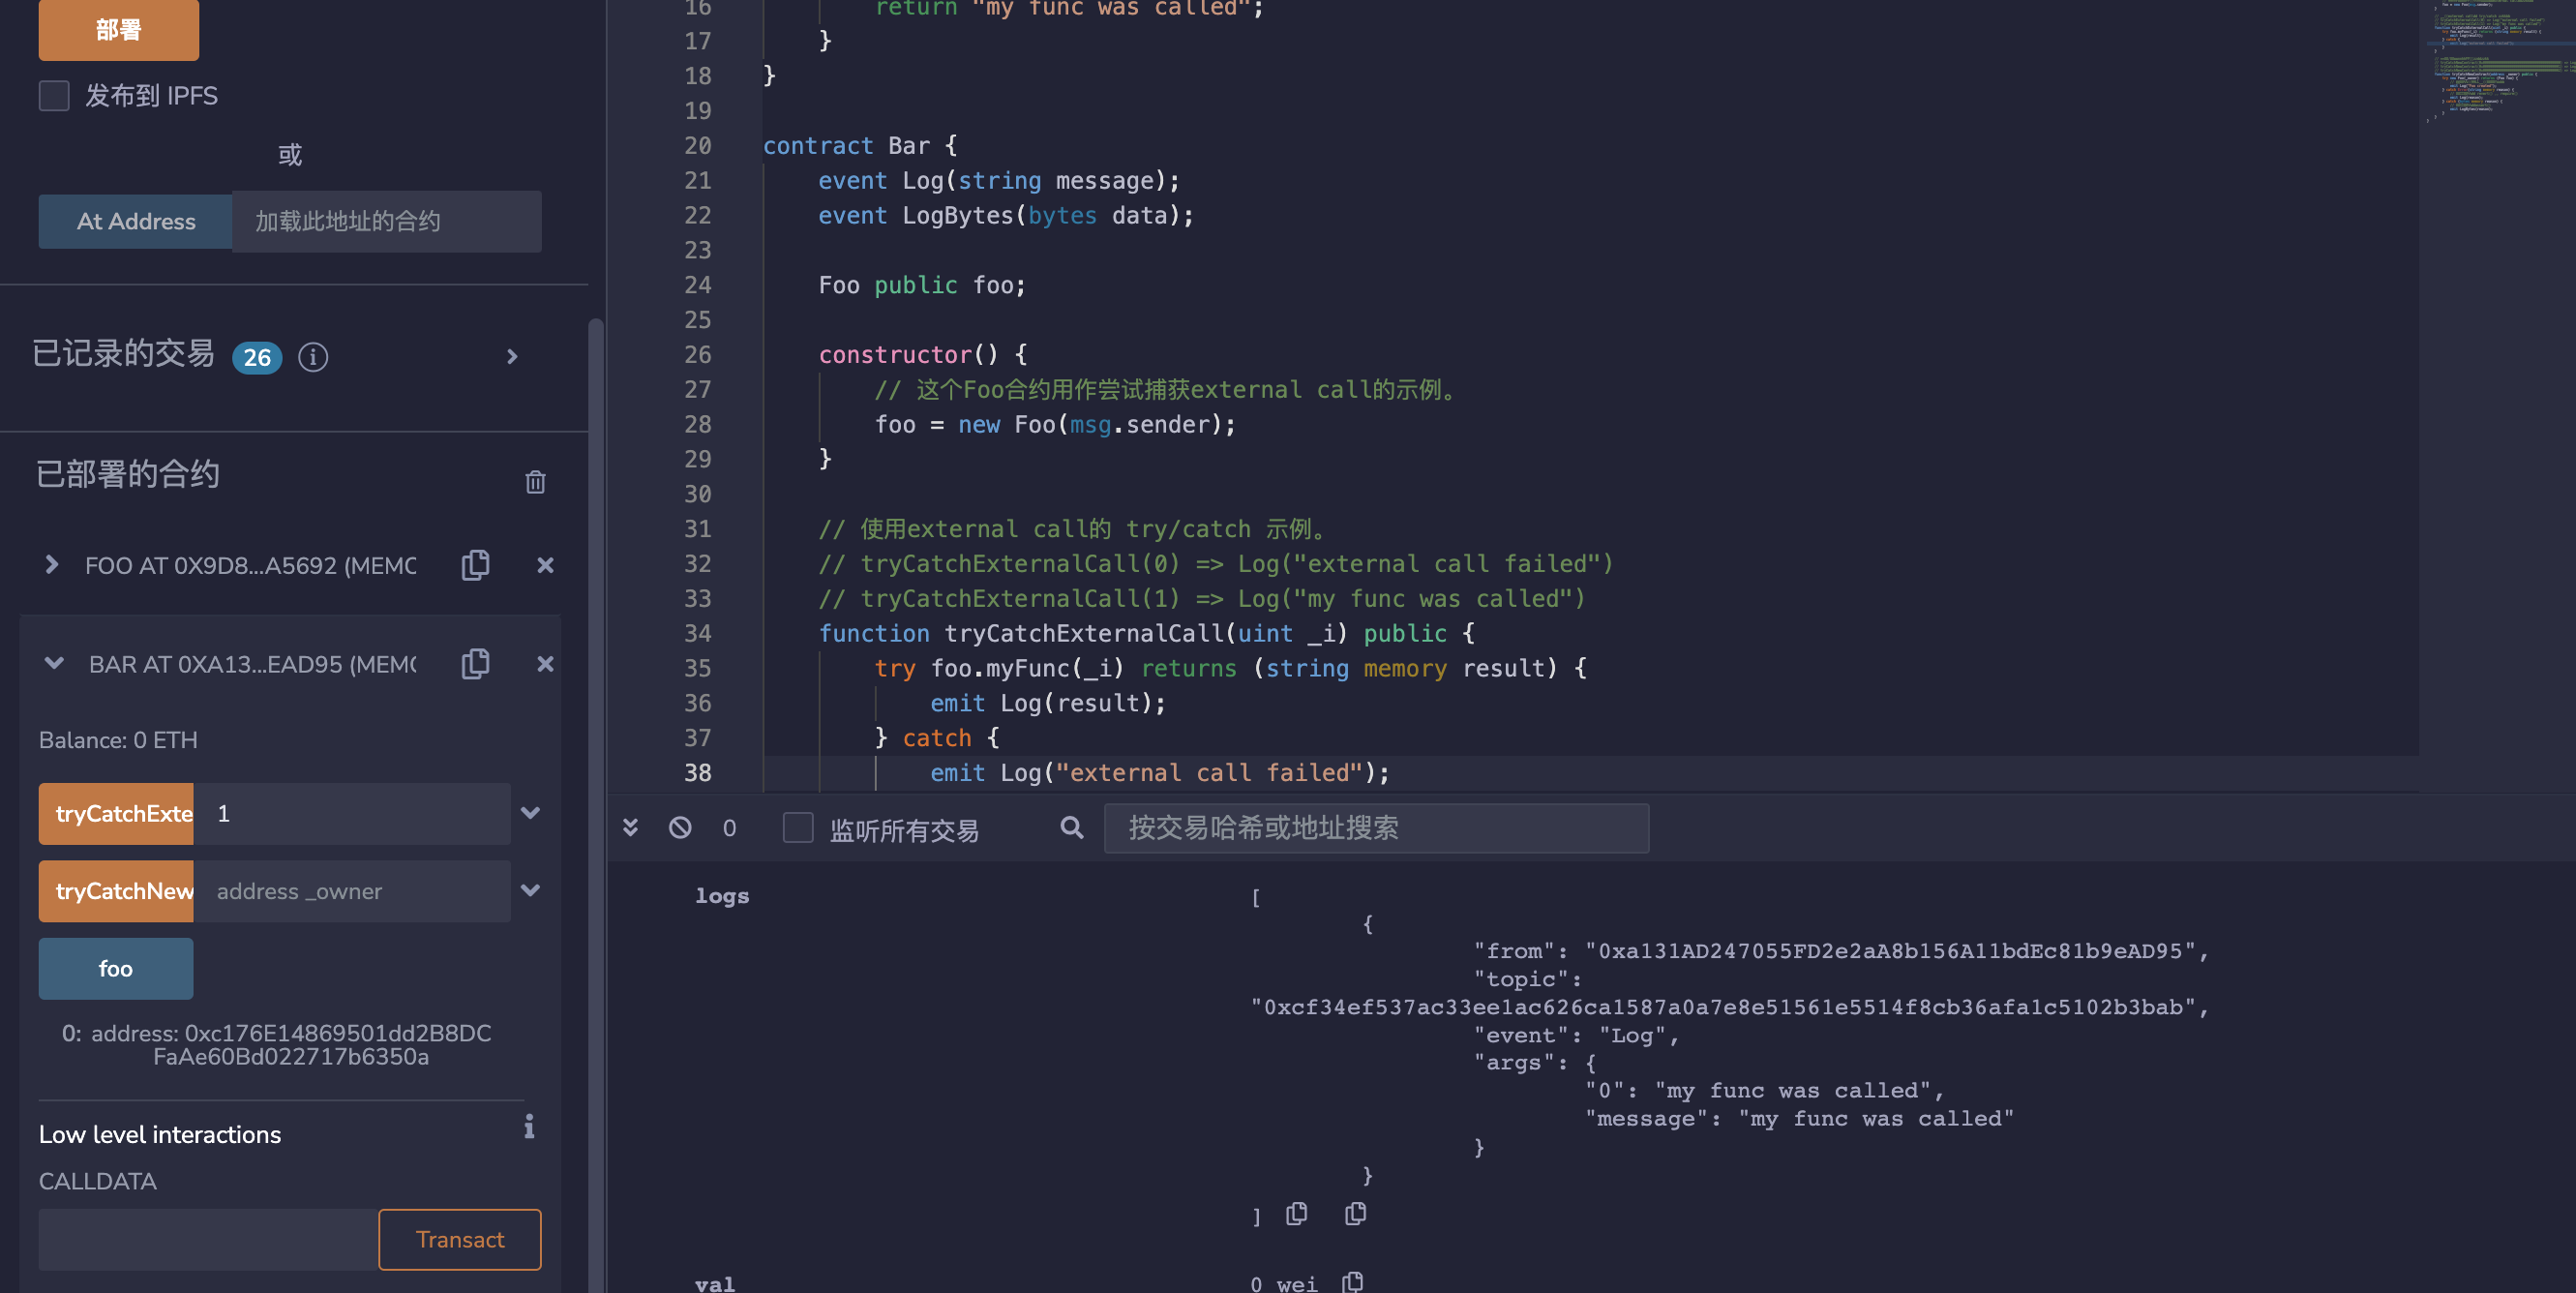 部署
发布到 IPFS
或
At Address 加载此地址的合约
已记录的交易 26
已部署的合约
FOO AT 0X9D8...A5692 (MEMO
BAR AT 0XA13...EAD95 (MEMO
Balance: 0 ETH
tryCatchExte 1
tryCatchNew address _owner
foo
0: address: 0xc176E14869501dd2B8DC
FaAe60Bd022717b6350a
Low level interactions
CALLDATA
Transact
16 return "my func was called";
17 }
18 }
19
20 contract Bar {
21 event Log(string message);
22 event LogBytes(bytes data);
23
24 Foo public foo;
25
26 constructor() {
27 // 这个Foo合约用作尝试捕获external call的示例。
28 foo = new Foo(msg.sender);
29 }
30
31 // 使用external call的 try/catch 示例。
32 // tryCatchExternalCall(0) => Log("external call failed")
33 // tryCatchExternalCall(1) => Log("my func was called")
34 function tryCatchExternalCall(uint _i) public {
35 try foo.myFunc(_i) returns (string memory result) {
36 emit Log(result);
37 } catch {
38 emit Log("external call failed");
0 监听所有交易 按交易哈希或地址搜索
logs [
{
"from": "0xa131AD247055FD2e2aA8b156A11bdEc81b9eAD95",
"topic":
"0xcf34ef537ac33ee1ac626ca1587a0a7e8e51561e5514f8cb36afa1c5102b3bab",
"event": "Log",
"args": {
"0": "my func was called",
"message": "my func was called"
}
}
]
val 0 wei